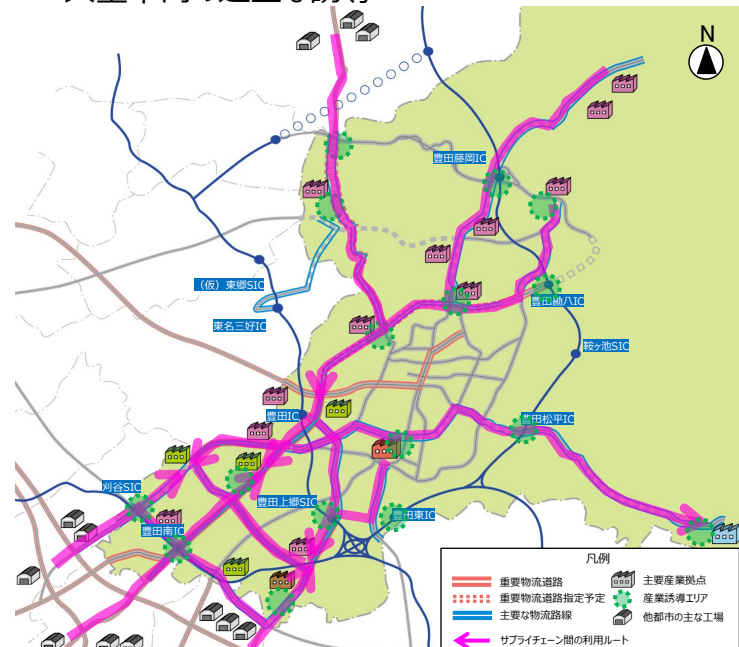 N
豊田藤岡IC
（仮）東郷SIC
豊田勘八IC
東名三好IC
鞍ヶ池SIC
豊田IC
豊田松平IC
刈谷SIC
豊田上郷SIC
豊田東IC
豊田南IC
凡例
重要物流道路
主要産業拠点
重要物流道路指定予定
産業誘導エリア
主要な物流路線
他都市の主な工場
サプライチェーン間の利用ルート